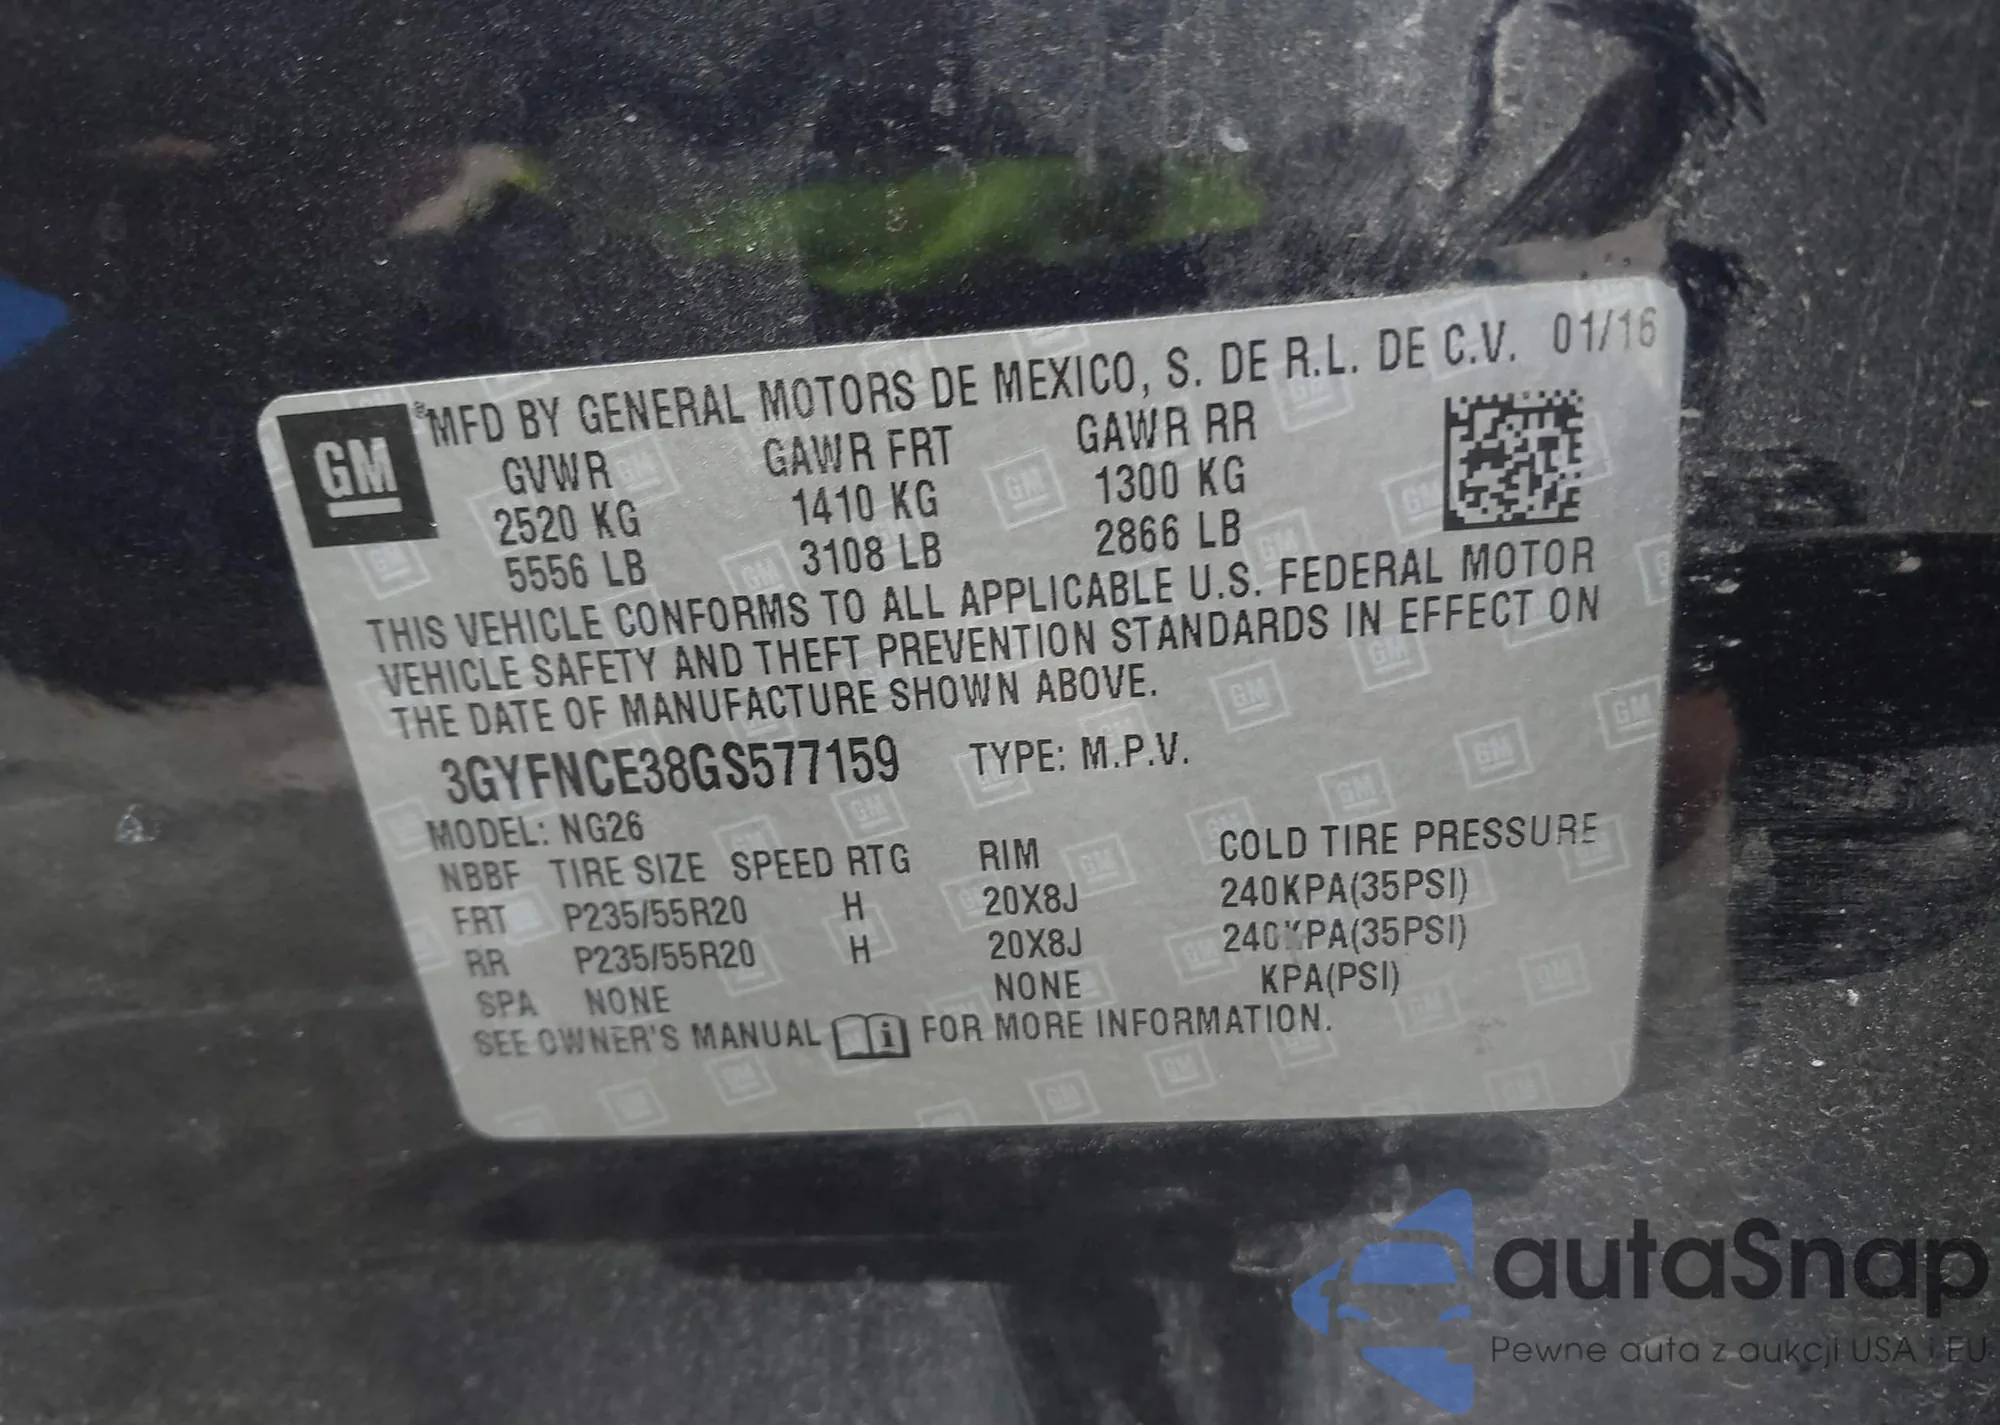 GM
® MFD BY GENERAL MOTORS DE MEXICO, S. DE R.L. DE C.V. 01/16
GVWR GAWR FRT GAWR RR
2520 KG 1410 KG 1300 KG
5556 LB 3108 LB 2866 LB
THIS VEHICLE CONFORMS TO ALL APPLICABLE U.S. FEDERAL MOTOR
VEHICLE SAFETY AND THEFT PREVENTION STANDARDS IN EFFECT ON
THE DATE OF MANUFACTURE SHOWN ABOVE.
3GYFNCE38GS577159 TYPE: M.P.V.
MODEL: NG26
NBBF TIRE SIZE SPEED RTG RIM COLD TIRE PRESSURE
FRT P235/55R20 H 20X8J 240KPA(35PSI)
RR P235/55R20 H 20X8J 240KPA(35PSI)
SPA NONE NONE KPA(PSI)
SEE OWNER'S MANUAL i FOR MORE INFORMATION.
autaSnap
Pewne auta z aukcji USA i EU